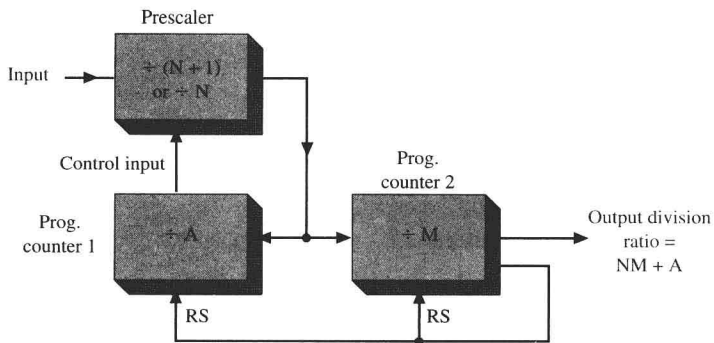 Prescaler
Input
÷ (N + 1)
or ÷ N
Control input
Prog.
counter 2
Prog.
counter 1
÷ A
÷ M
Output division
ratio =
NM + A
RS
RS